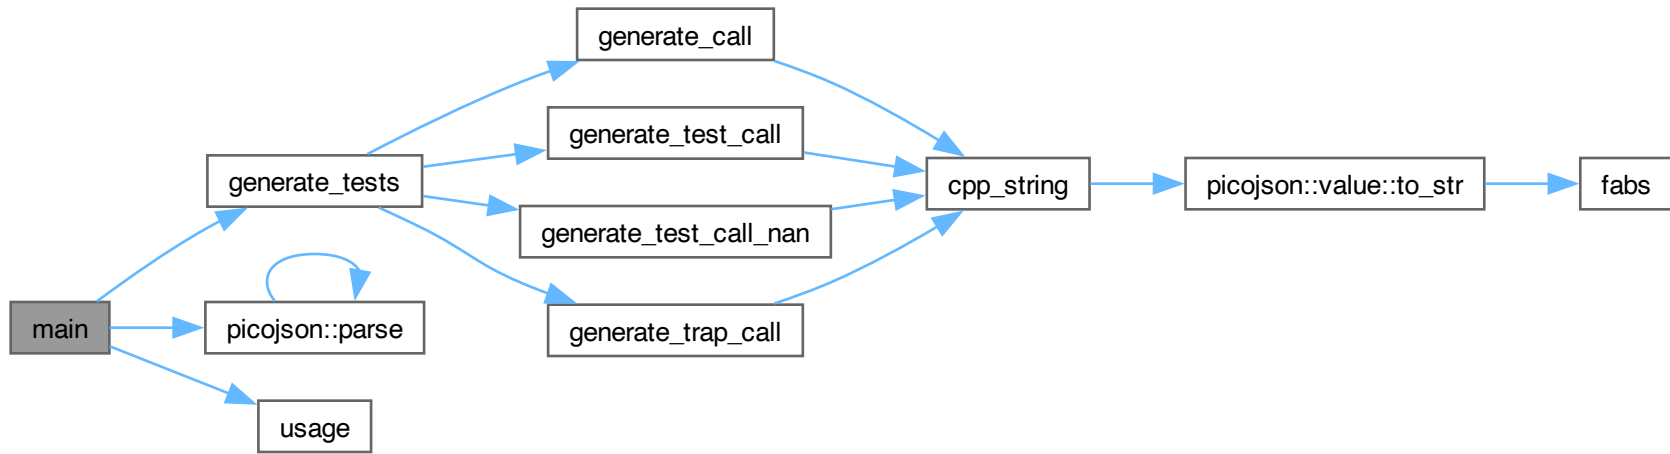 main
generate_tests
picojson::parse
usage
generate_call
generate_test_call
generate_test_call_nan
generate_trap_call
cpp_string
picojson::value::to_str
fabs